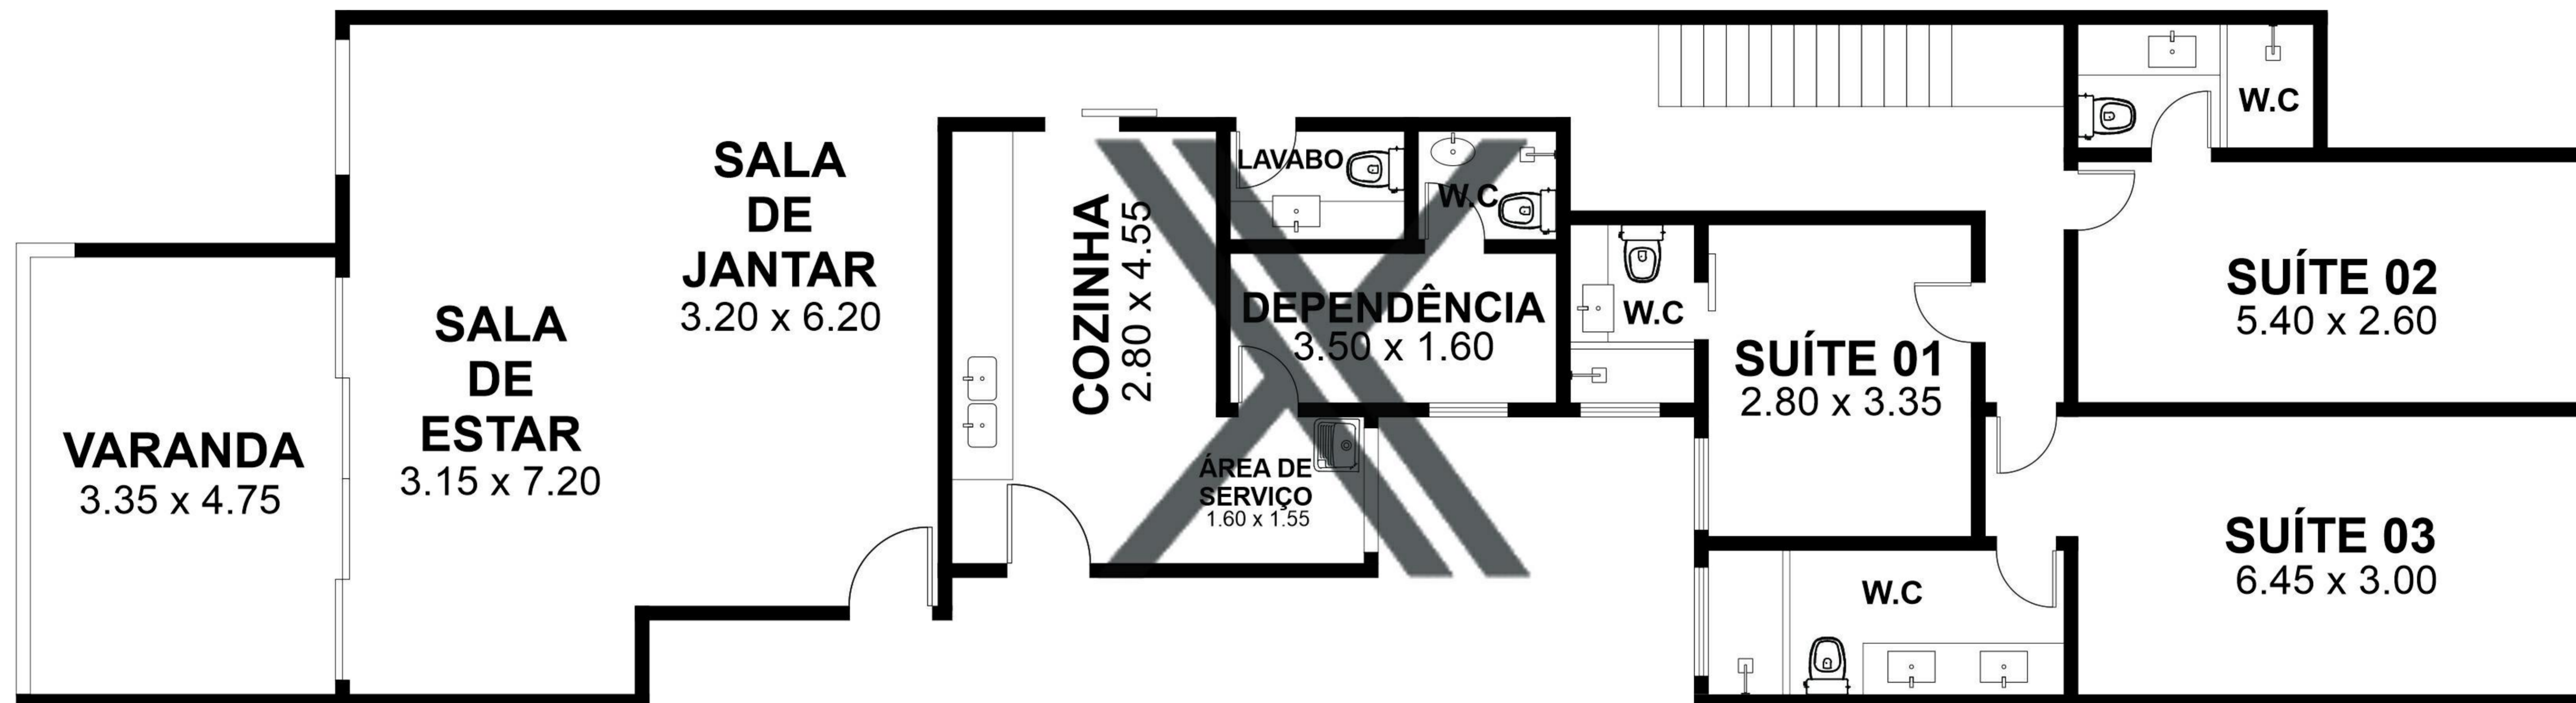 VARANDA
3.35 x 4.75
SALA
DE
ESTAR
3.15 x 7.20
SALA
DE
JANTAR
3.20 x 6.20
COZINHA
2.80 x 4.55
LAVABO
W.C
DEPENDÊNCIA
3.50 x 1.60
ÁREA DE
SERVIÇO
1.60 x 1.55
W.C
SUÍTE 01
2.80 x 3.35
W.C
W.C
SUÍTE 02
5.40 x 2.60
SUÍTE 03
6.45 x 3.00